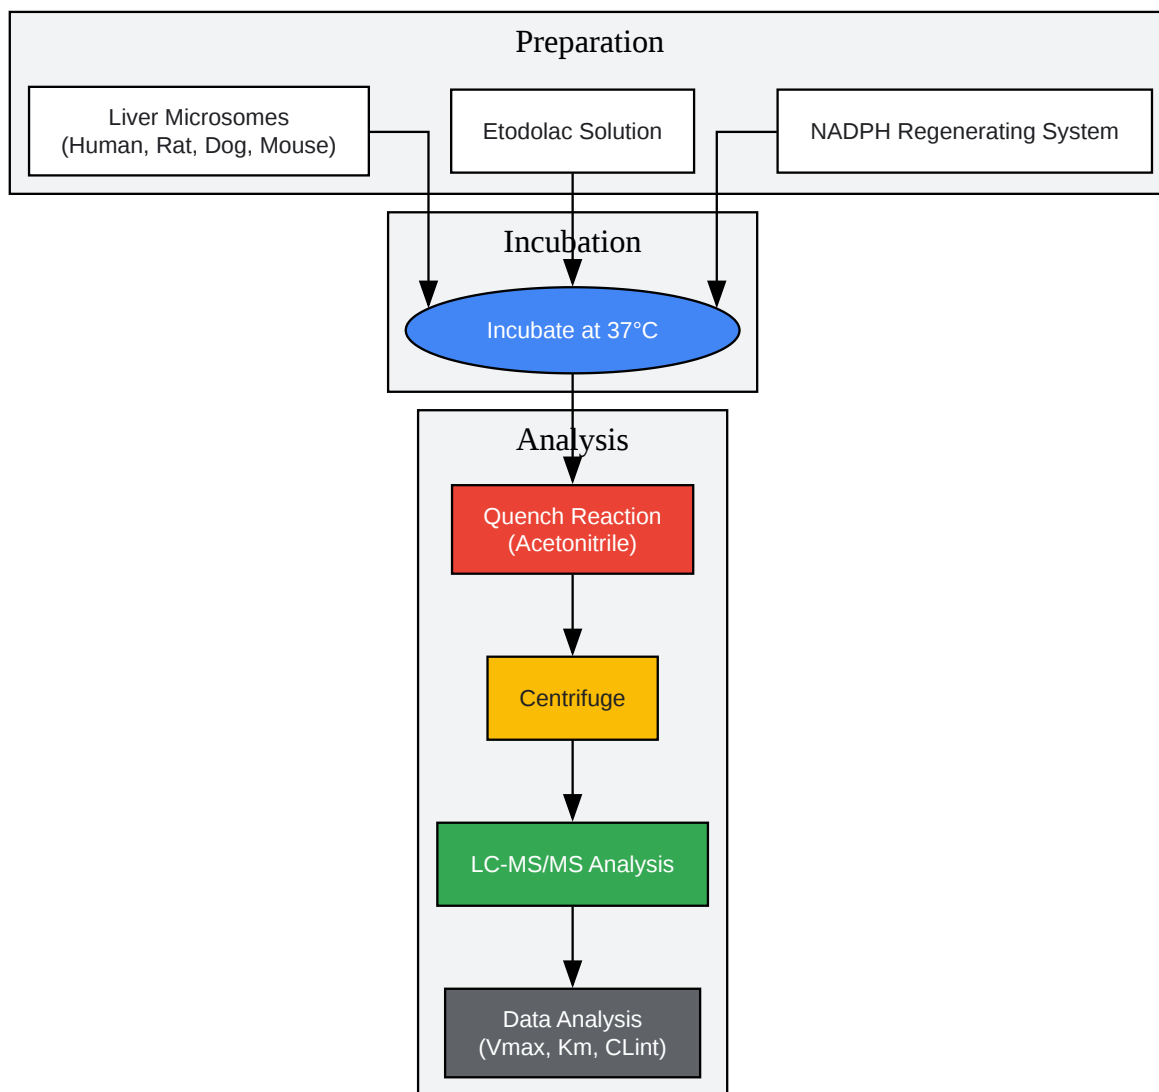 Preparation
Liver Microsomes
(Human, Rat, Dog, Mouse)
Etodolac Solution
NADPH Regenerating System
Incubation
Incubate at 37°C
Analysis
Quench Reaction
(Acetonitrile)
Centrifuge
LC-MS/MS Analysis
Data Analysis
(Vmax, Km, CLint)